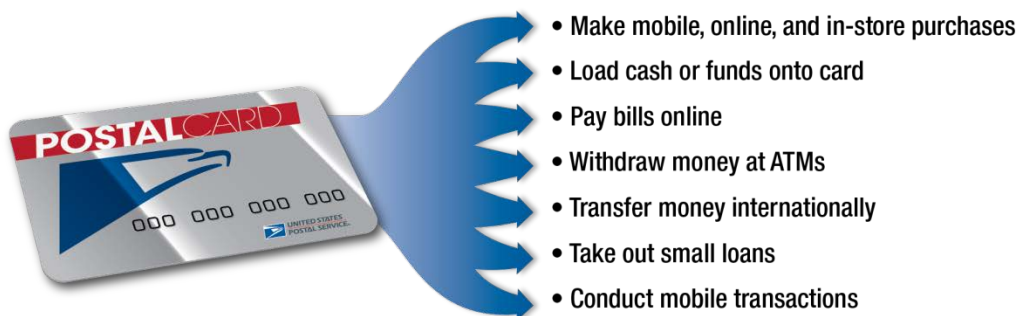 POSTALCARD
000 000 000 000
UNITED STATES
POSTAL SERVICE.
• Make mobile, online, and in-store purchases
• Load cash or funds onto card
• Pay bills online
• Withdraw money at ATMs
• Transfer money internationally
• Take out small loans
• Conduct mobile transactions